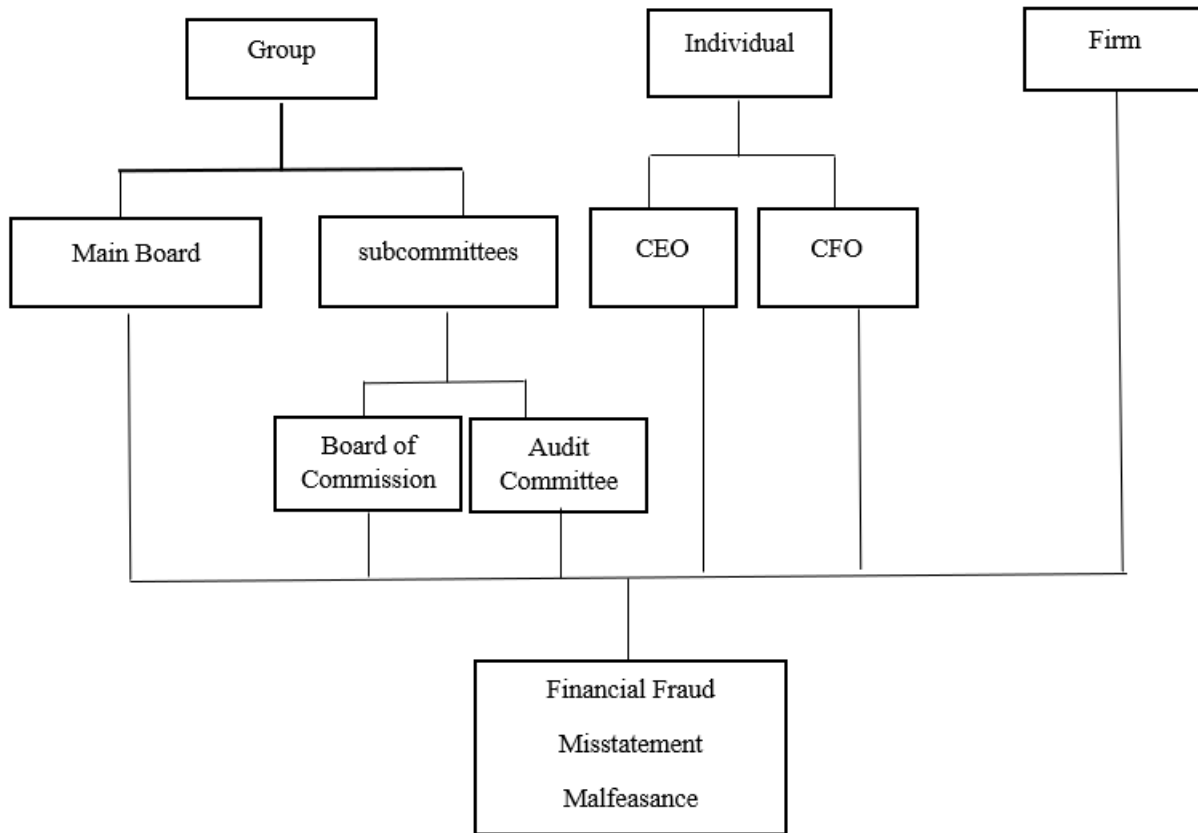 Group
Individual
Firm
Main Board
subcommittees
CEO
CFO
Board of
Commission
Audit
Committee
Financial Fraud
Misstatement
Malfeasance